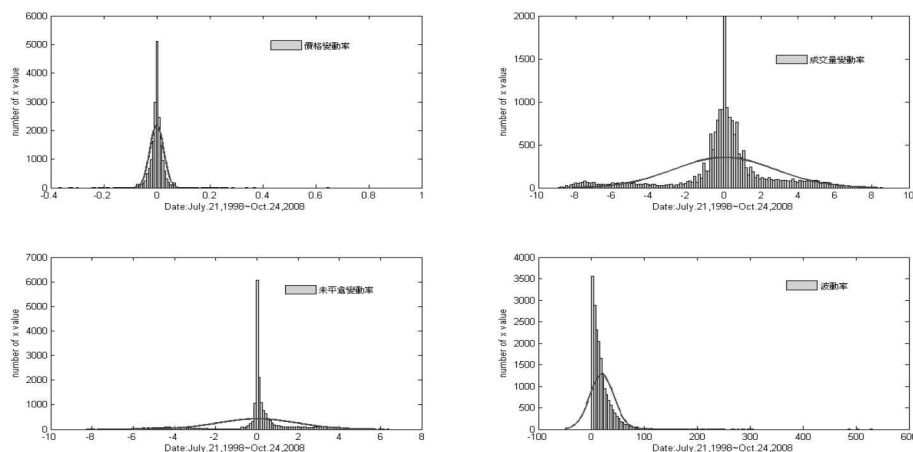 6000
5000
4000
3000
2000
1000
0
-0.4 -0.2 0 0.2 0.4 0.6 0.8 1
number of x value
Date:July.21,1998~Oct.24,2008
價格變動率
2000
1500
1000
500
0
-10 -8 -6 -4 -2 0 2 4 6 8 10
number of x value
Date:July.21,1998~Oct.24,2008
成交量變動率
7000
6000
5000
4000
3000
2000
1000
0
-10 -8 -6 -4 -2 0 2 4 6 8
number of x value
Date:July.21,1998~Oct.24,2008
未平倉變動率
4000
3500
3000
2500
2000
1500
1000
500
0
-100 0 100 200 300 400 500 600
number of x value
Date:July.21,1998~Oct.24,2008
波動率